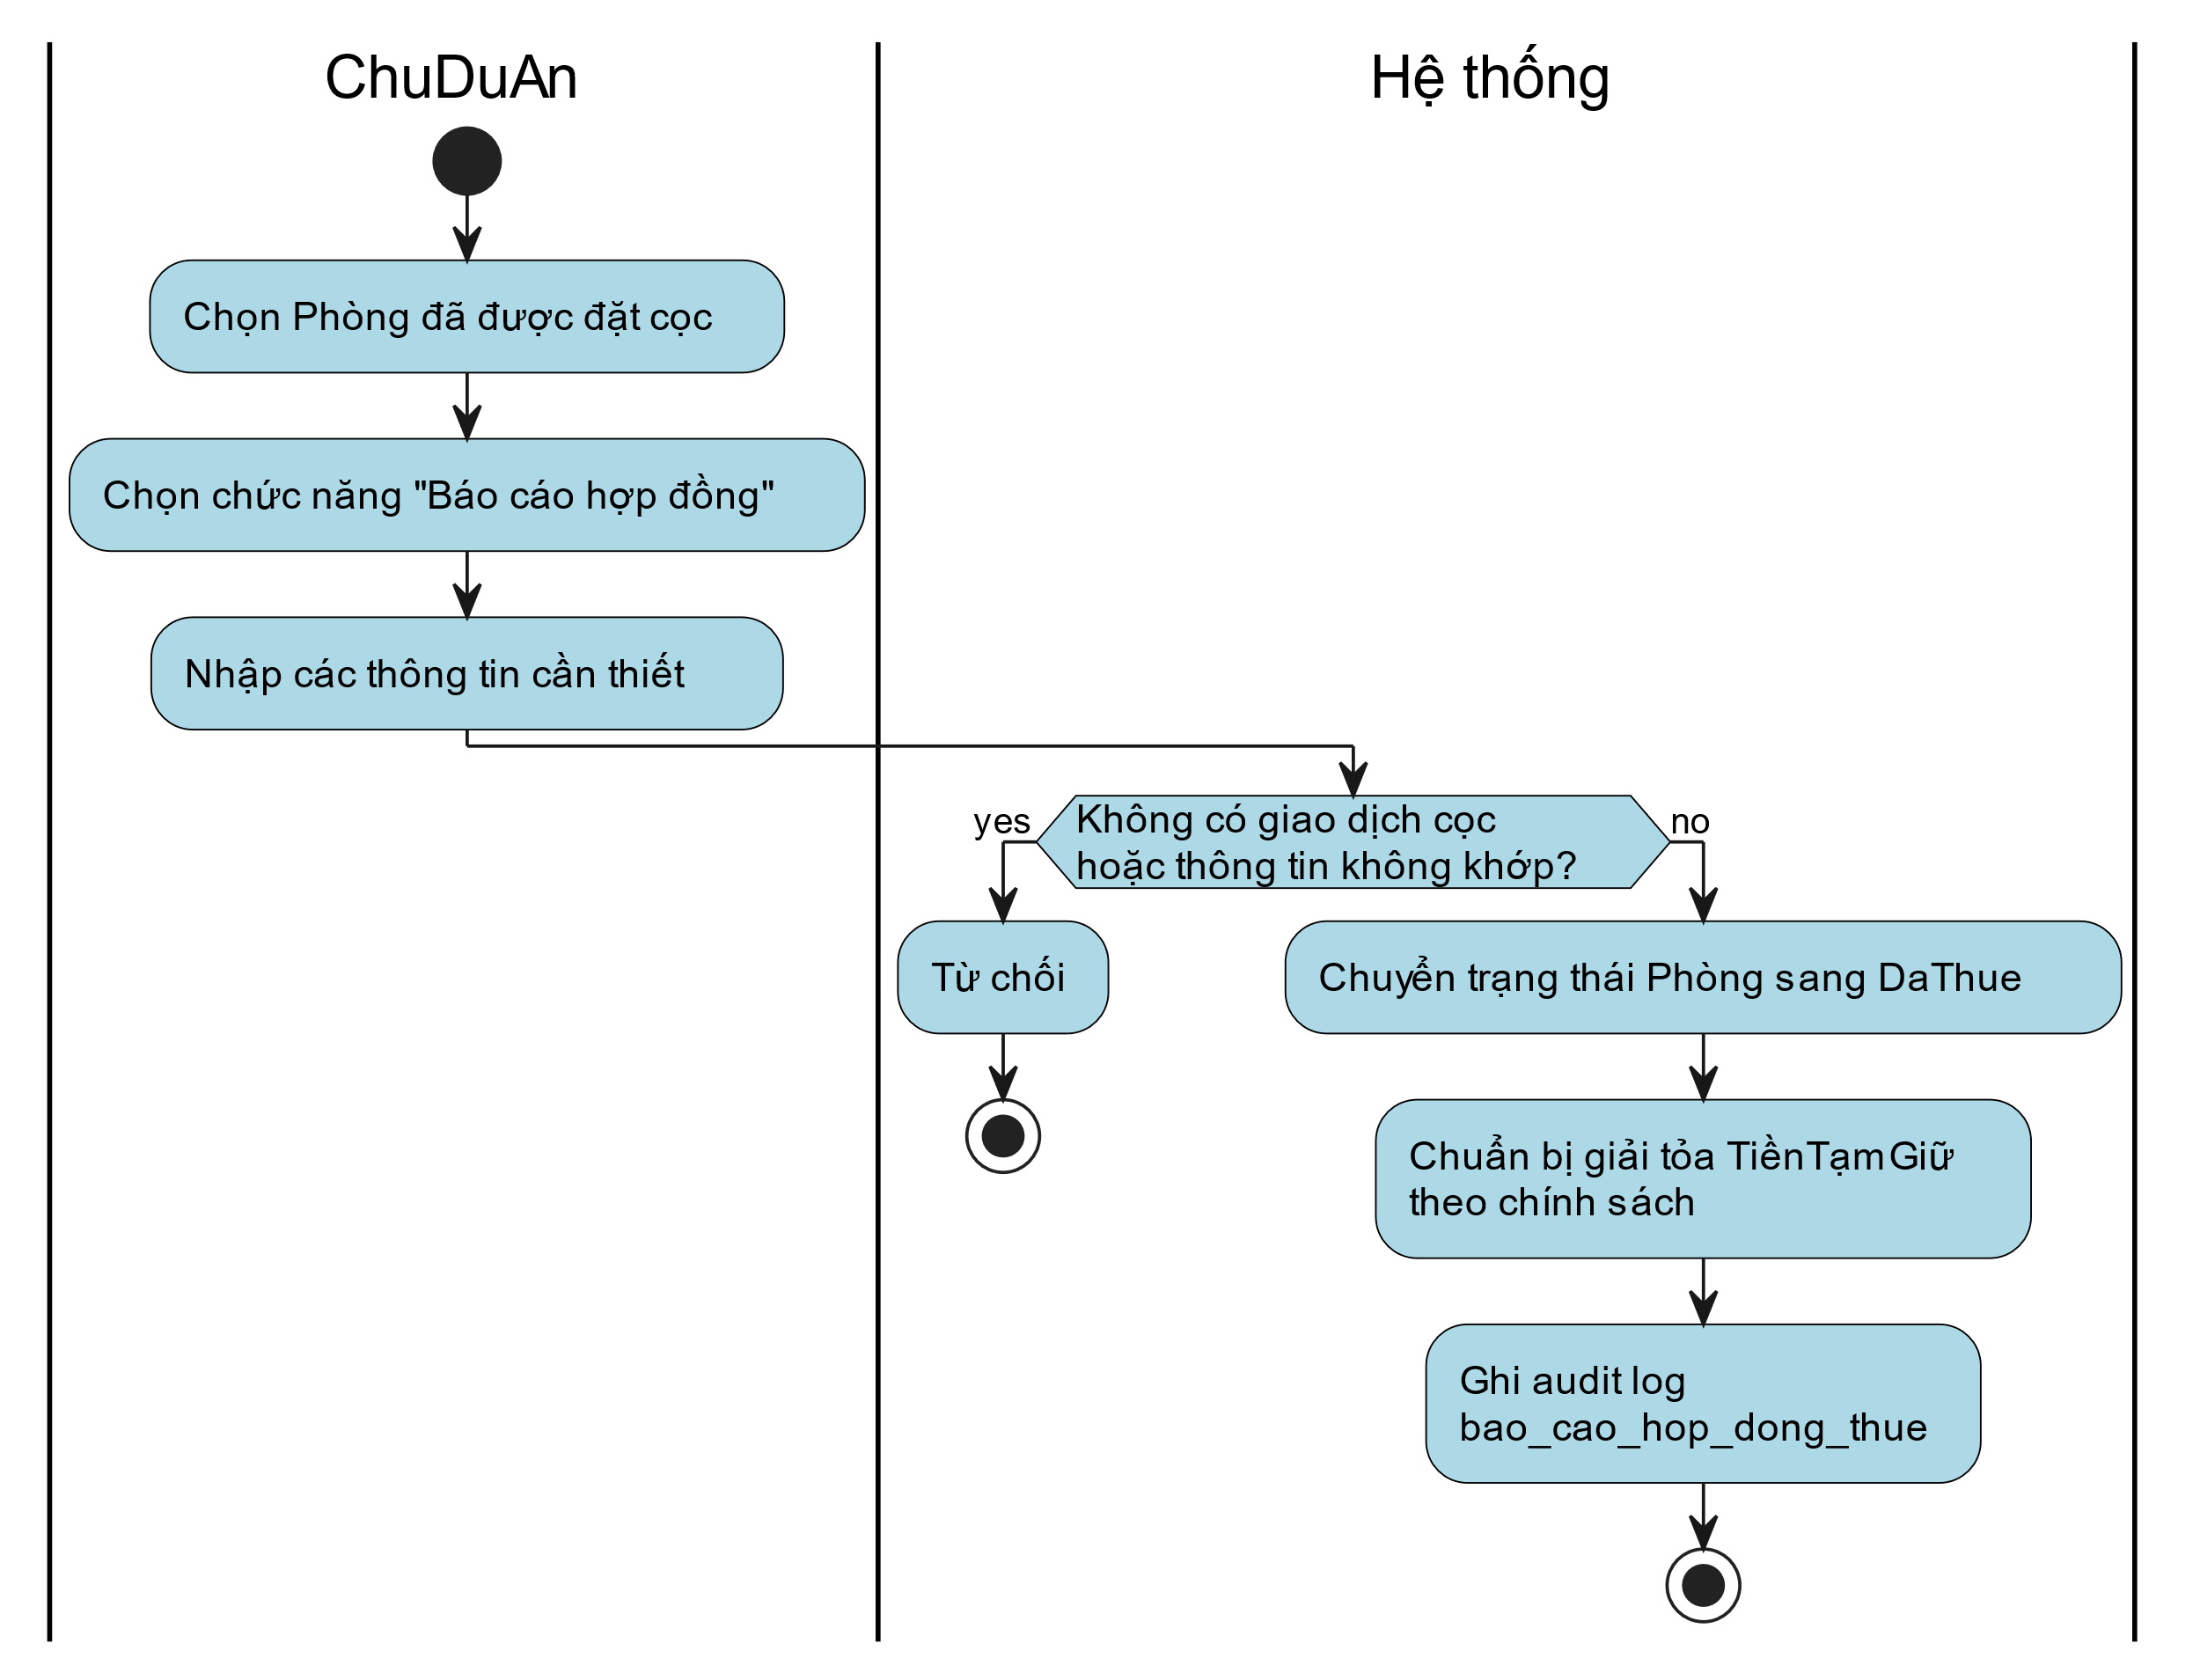 ChuDuAn
Hệ thống
Chọn Phòng đã được đặt cọc
Chọn chức năng "Báo cáo hợp đồng"
Nhập các thông tin cần thiết
yes
Không có giao dịch cọc
hoặc thông tin không khớp?
no
Từ chối
Chuyển trạng thái Phòng sang DaThue
Chuẩn bị giải tỏa TiềnTạmGiữ
theo chính sách
Ghi audit log
bao_cao_hop_dong_thue